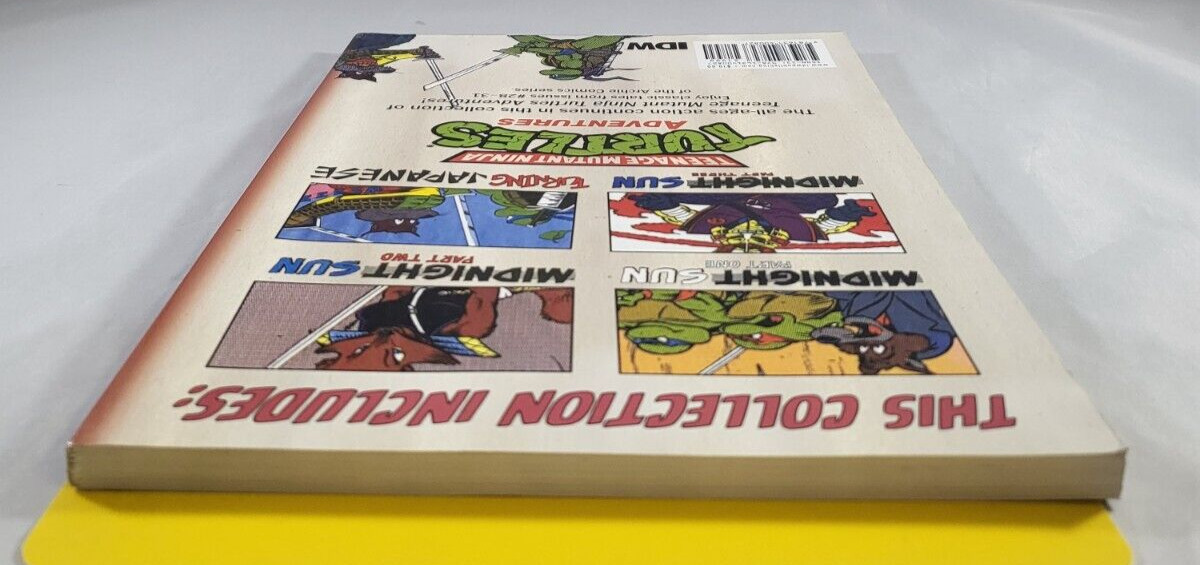 THIS COLLECTION INCLUDES:
MIDNIGHT SUN
PART ONE
MIDNIGHT SUN
PART TWO
MIDNIGHT SUN
PART THREE
TURNING JAPANESE
TEENAGE MUTANT NINJA
TURTLES
ADVENTURES
The all-ages action continues in this collection of
Teenage Mutant Ninja Turtles Adventures!
Enjoy classic tales from issues #28-31
of the Archie Comics series
IDW